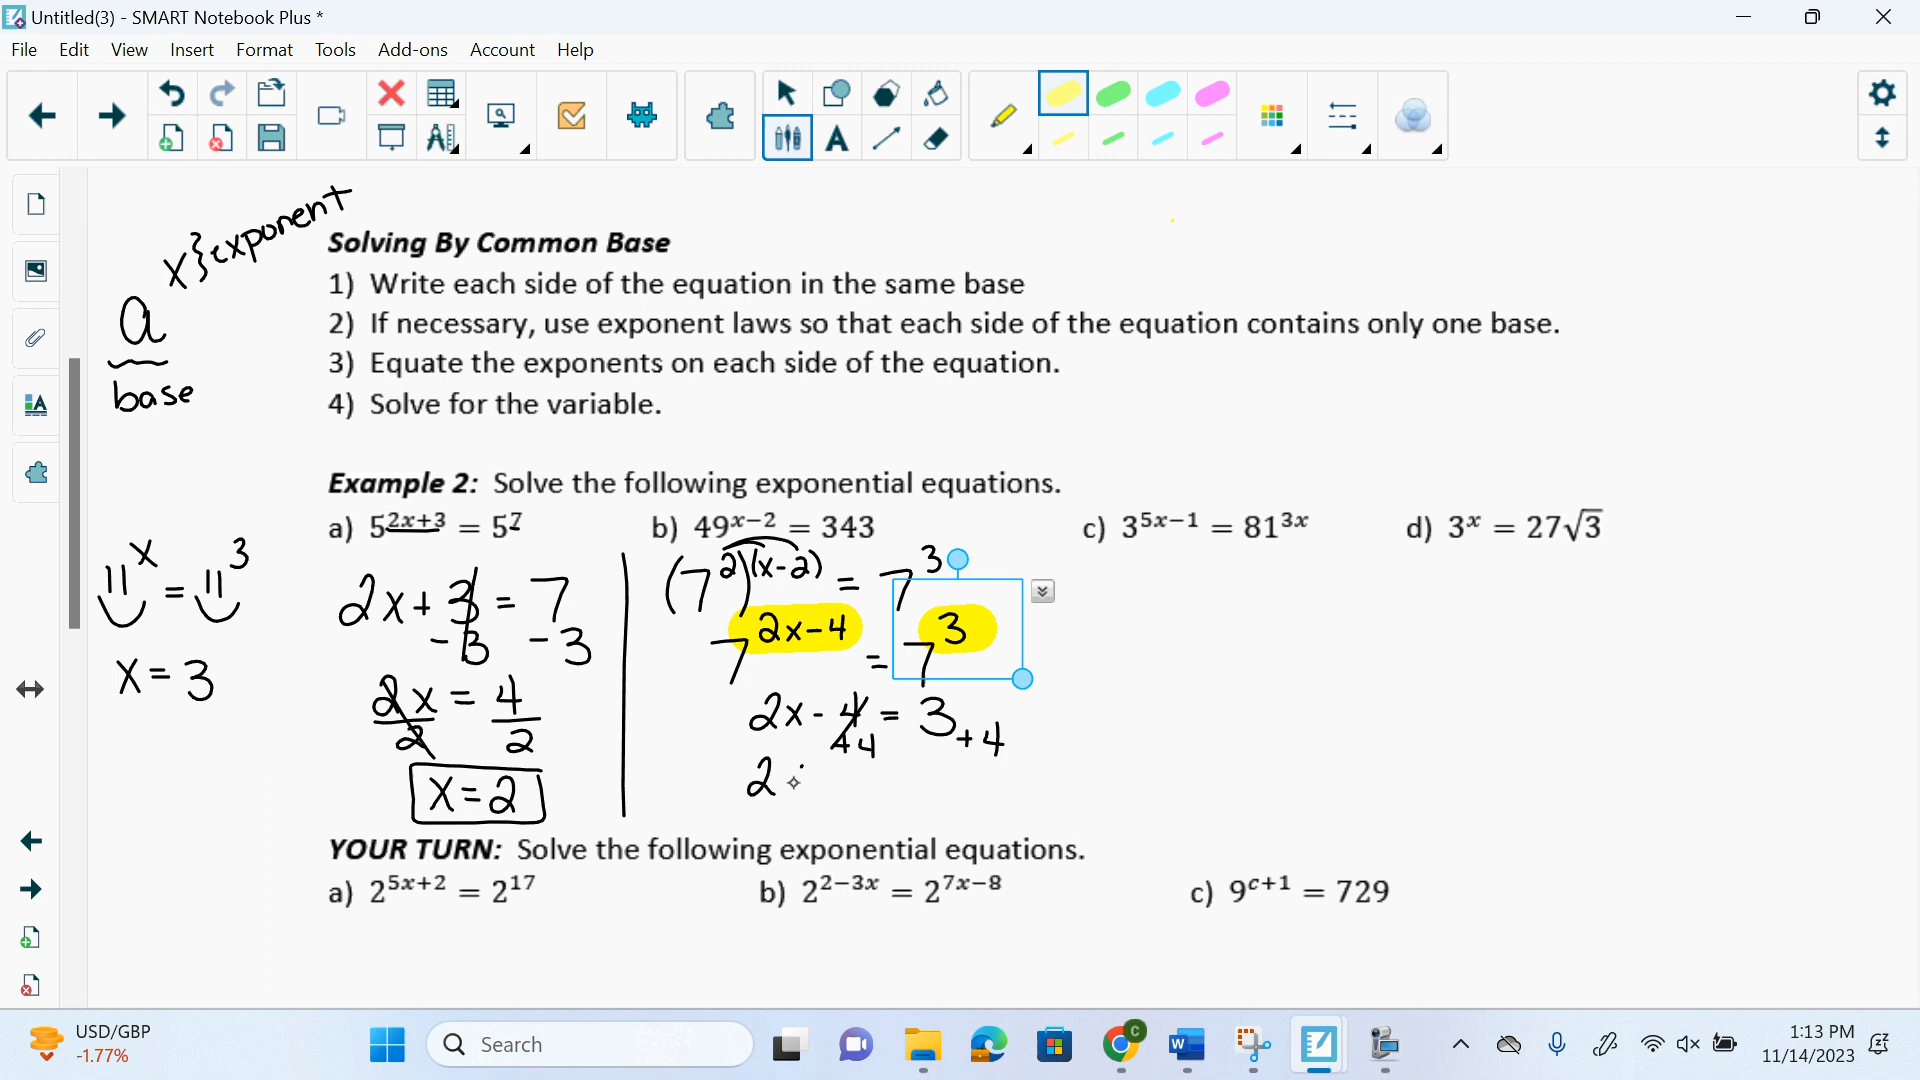 Untitled(3) - SMART Notebook Plus *
File Edit View Insert Format Tools Add-ons Account Help
x } exponent
a
base
Solving By Common Base
1) Write each side of the equation in the same base
2) If necessary, use exponent laws so that each side of the equation contains only one base.
3) Equate the exponents on each side of the equation.
4) Solve for the variable.
Example 2: Solve the following exponential equations.
a) 5^{2x+3} = 5^7 b) 49^{x−2} = 343 c) 3^{5x−1} = 81^{3x} d) 3^x = 27√3
11^x = 11^3
x = 3
2x + 3 = 7
- 3 - 3
2x = 4
2 2
x = 2
(7^2)^{(x-2)} = 7^3
7^{2x-4} = 7^3
2x - 4 = 3
+4 +4
2
YOUR TURN: Solve the following exponential equations.
a) 2^{5x+2} = 2^{17} b) 2^{2−3x} = 2^{7x−8} c) 9^{c+1} = 729
USD/GBP
-1.77%
Search
C
1:13 PM
11/14/2023